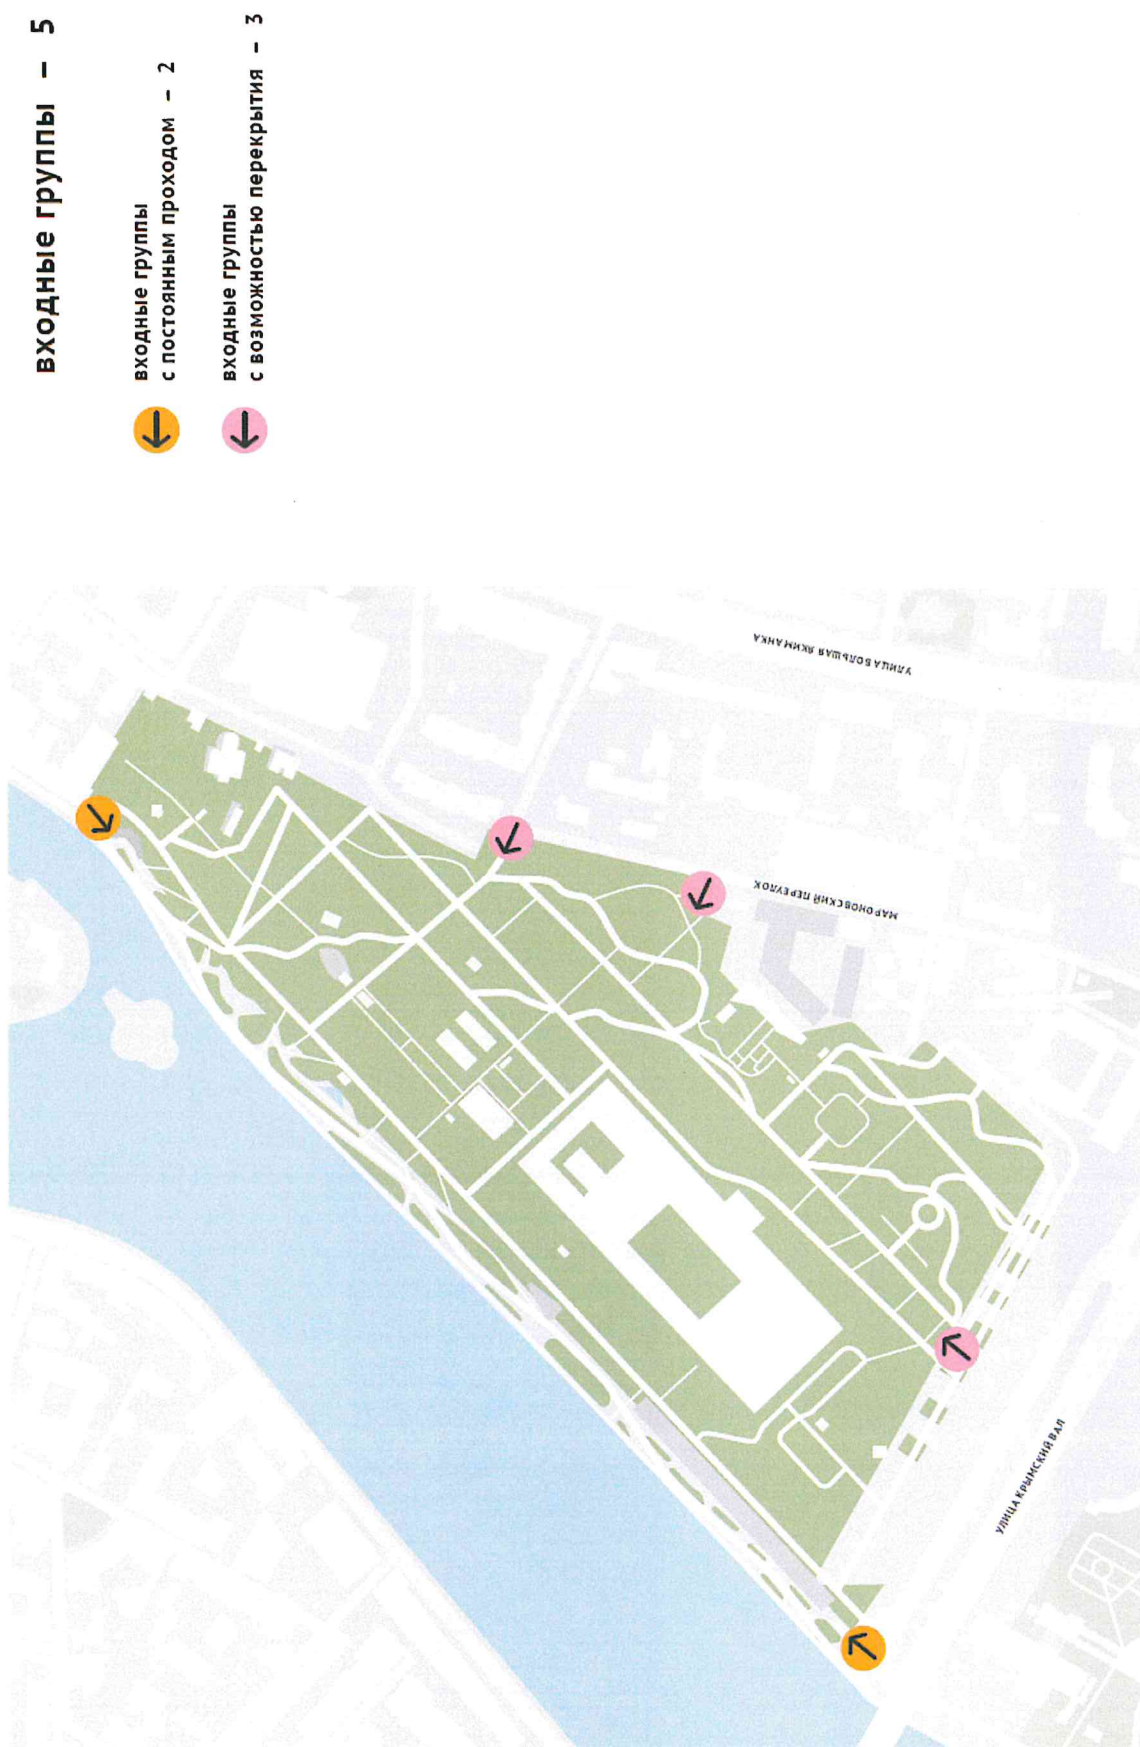 входные группы – 5
входные группы
с постоянным проходом – 2
входные группы
с возможностью перекрытия – 3
УЛИЦА БОЛЬШАЯ ЯКИМАНКА
МАРОНОВСКИЙ ПЕРЕУЛОК
УЛИЦА КРЫМСКИЙ ВАЛ